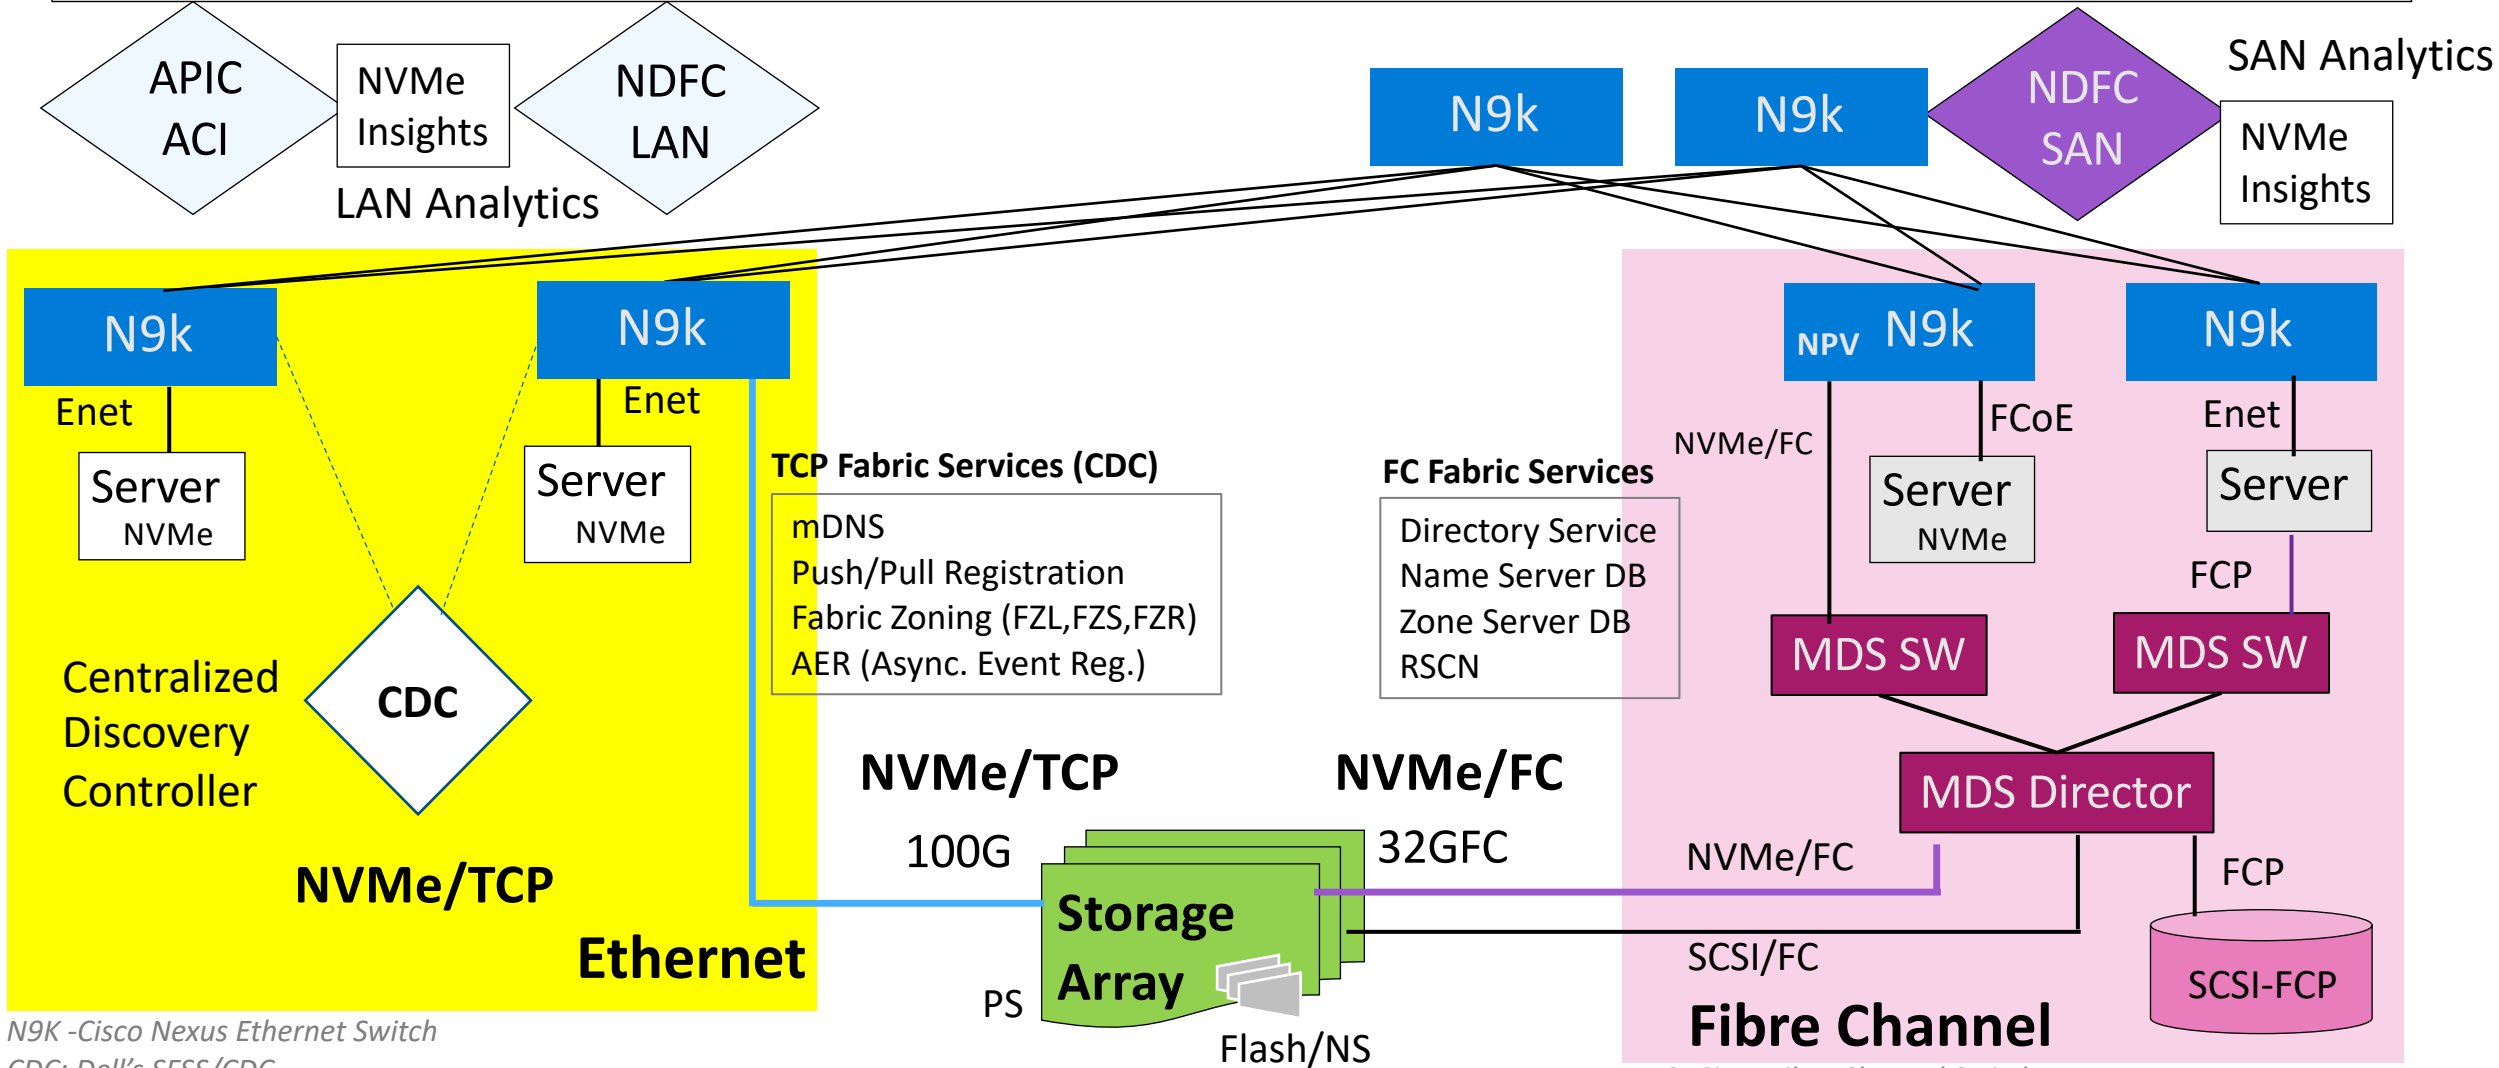 APIC
ACI
NVMe
Insights
LAN Analytics
NDFC
LAN
N9k
N9k
NDFC
SAN
SAN Analytics
NVMe
Insights
N9k
Enet
Server
NVMe
N9k
Enet
Server
NVMe
Centralized
Discovery
Controller
CDC
NVMe/TCP
Ethernet
TCP Fabric Services (CDC)
mDNS
Push/Pull Registration
Fabric Zoning (FZL,FZS,FZR)
AER (Async. Event Reg.)
FC Fabric Services
Directory Service
Name Server DB
Zone Server DB
RSCN
NVMe/TCP
100G
NVMe/FC
32GFC
Storage
Array
PS
Flash/NS
NPV N9k
NVMe/FC
FCoE
Server
NVMe
N9k
Enet
Server
FCP
MDS SW
MDS SW
MDS Director
NVMe/FC
SCSI/FC
FCP
SCSI-FCP
Fibre Channel
N9K -Cisco Nexus Ethernet Switch
CDC: Dell's SFSS/CDC